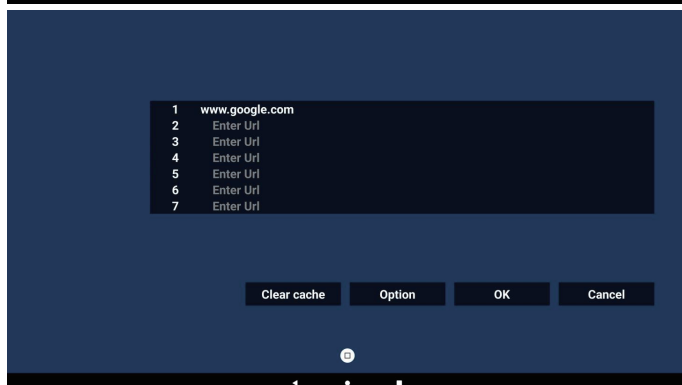 1 www.google.com
2 Enter Url
3 Enter Url
4 Enter Url
5 Enter Url
6 Enter Url
7 Enter Url
Clear cache Option OK Cancel